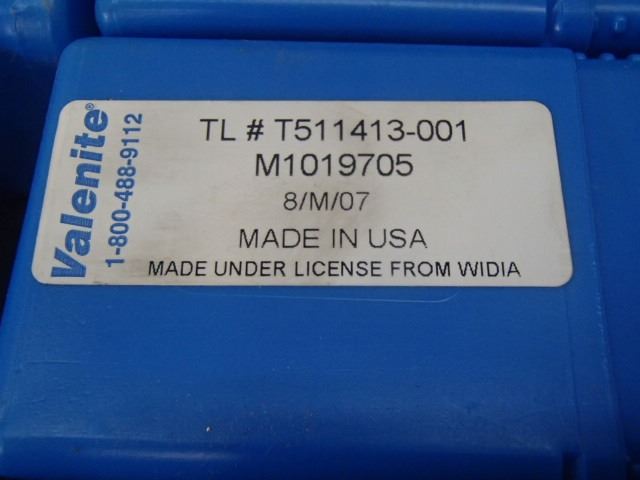 Valenite®
1-800-488-9112
TL # T511413-001
M1019705
8/M/07
MADE IN USA
MADE UNDER LICENSE FROM WIDIA